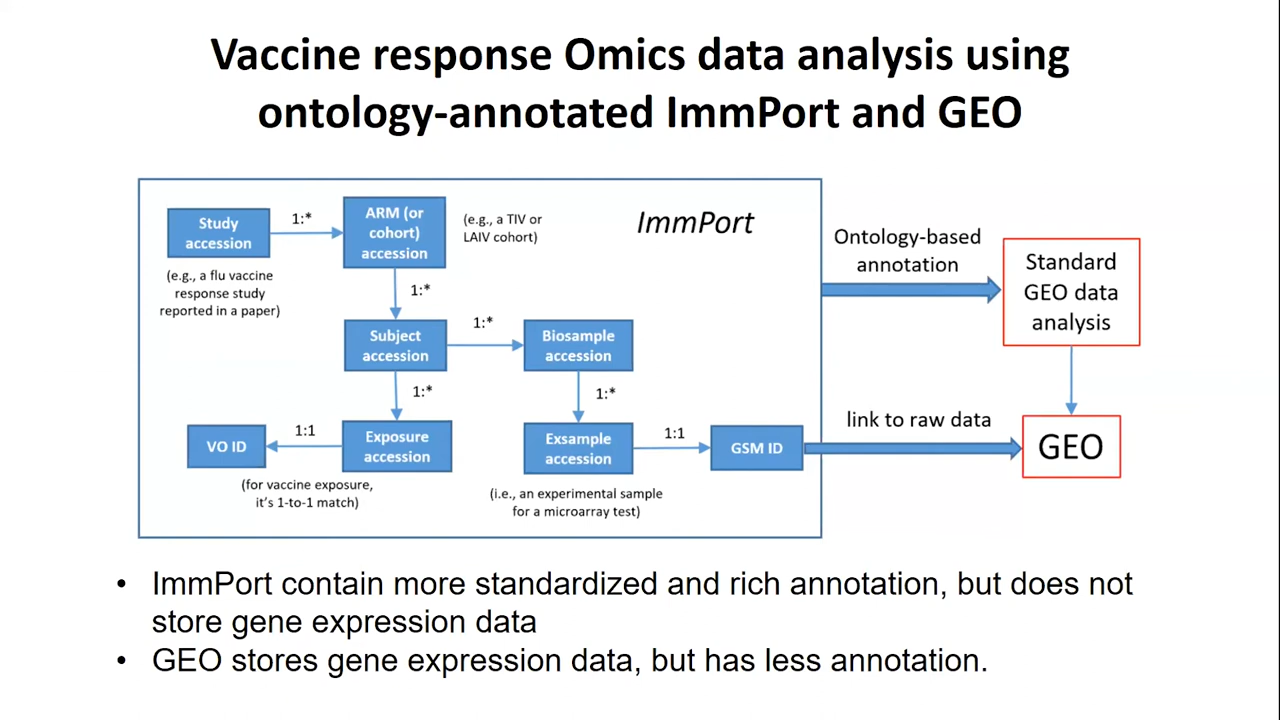 Vaccine response Omics data analysis using
ontology-annotated ImmPort and GEO
Study
accession
1:*
ARM (or
cohort)
accession
(e.g., a TIV or
LAIV cohort)
ImmPort
(e.g., a flu vaccine
response study
reported in a paper)
1:*
Subject
accession
1:*
Biosample
accession
1:*
1:*
VO ID
1:1
Exposure
accession
Exsample
accession
1:1
GSM ID
(for vaccine exposure,
it's 1-to-1 match)
(i.e., an experimental sample
for a microarray test)
Ontology-based
annotation
Standard
GEO data
analysis
link to raw data
GEO
• ImmPort contain more standardized and rich annotation, but does not
store gene expression data
• GEO stores gene expression data, but has less annotation.